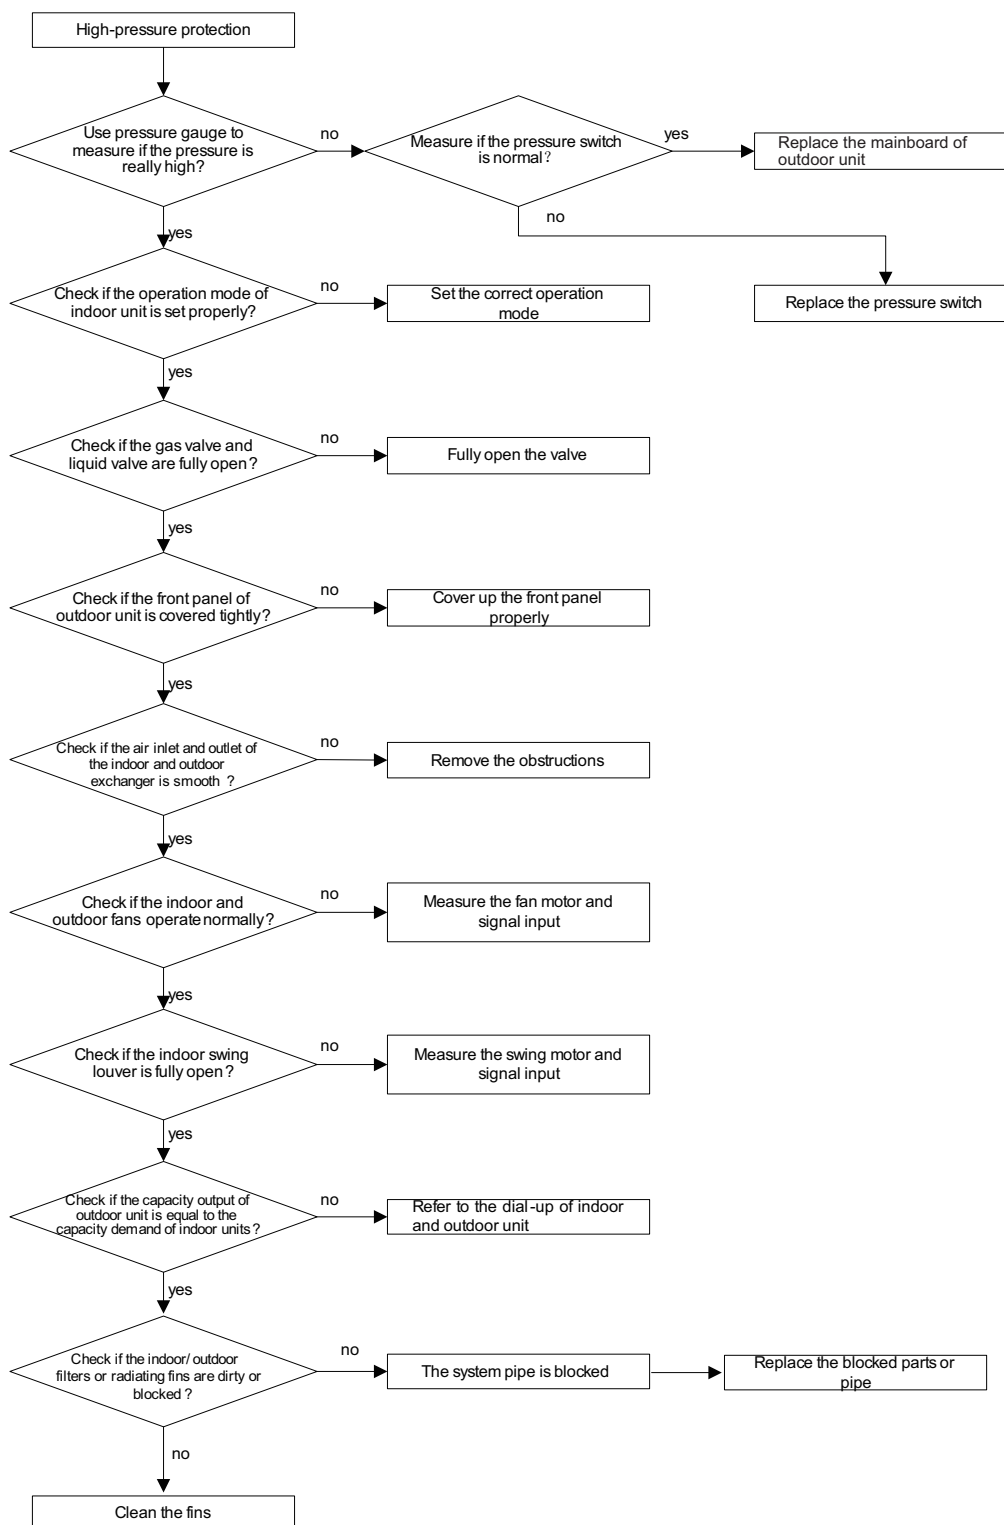 High-pressure protection
Use pressure gauge to
measure if the pressure is
really high?
no
Measure if the pressure switch
is normal?
yes
Replace the mainboard of
outdoor unit
no
Replace the pressure switch
yes
Check if the operation mode of
indoor unit is set properly?
no
Set the correct operation
mode
yes
Check if the gas valve and
liquid valve are fully open?
no
Fully open the valve
yes
Check if the front panel of
outdoor unit is covered tightly?
no
Cover up the front panel
properly
yes
Check if the air inlet and outlet of
the indoor and outdoor
exchanger is smooth ?
no
Remove the obstructions
yes
Check if the indoor and
outdoor fans operate normally?
no
Measure the fan motor and
signal input
yes
Check if the indoor swing
louver is fully open?
no
Measure the swing motor and
signal input
yes
Check if the capacity output of
outdoor unit is equal to the
capacity demand of indoor units?
no
Refer to the dial-up of indoor
and outdoor unit
yes
Check if the indoor/ outdoor
filters or radiating fins are dirty or
blocked?
no
The system pipe is blocked
Replace the blocked parts or
pipe
no
Clean the fins